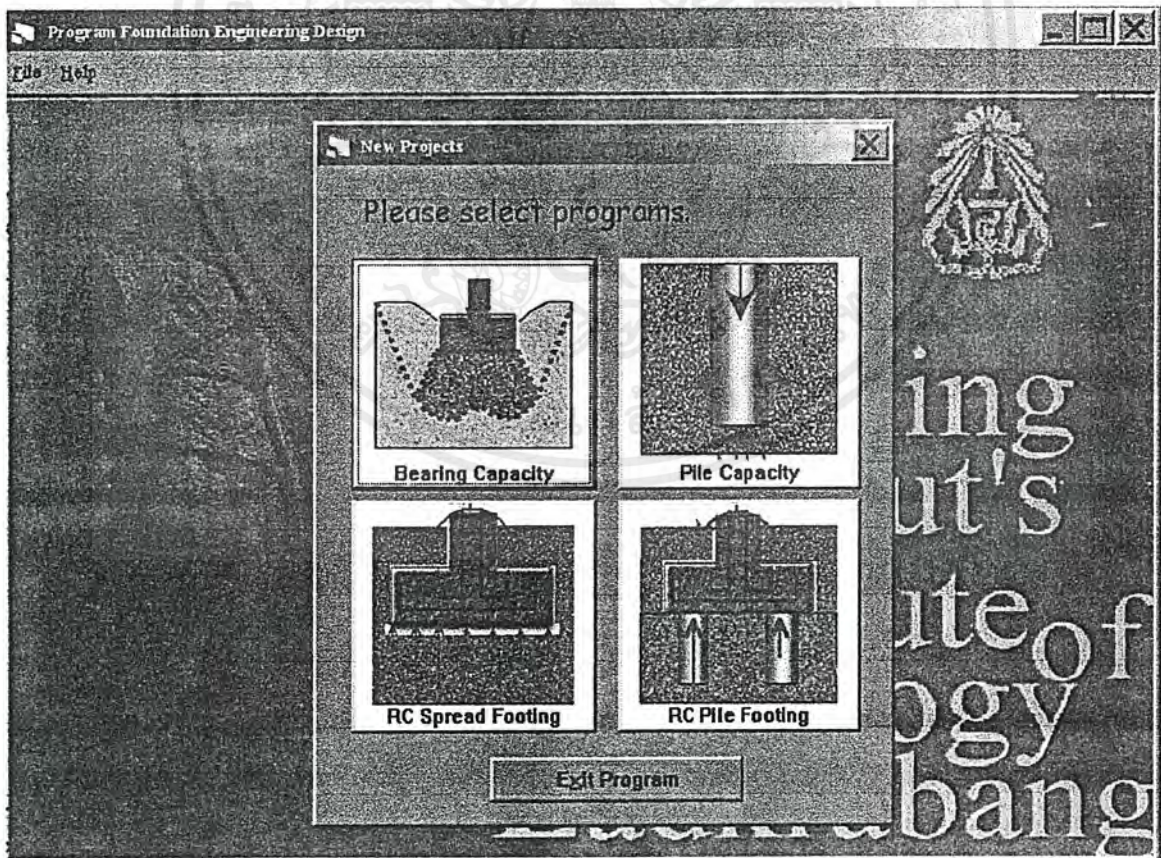 Program Foundation Engineering Design
File Help
New Projects
Please select programs.
Bearing Capacity
Pile Capacity
RC Spread Footing
RC Pile Footing
Exit Program
ing
ut's
ute of
ogy
bang